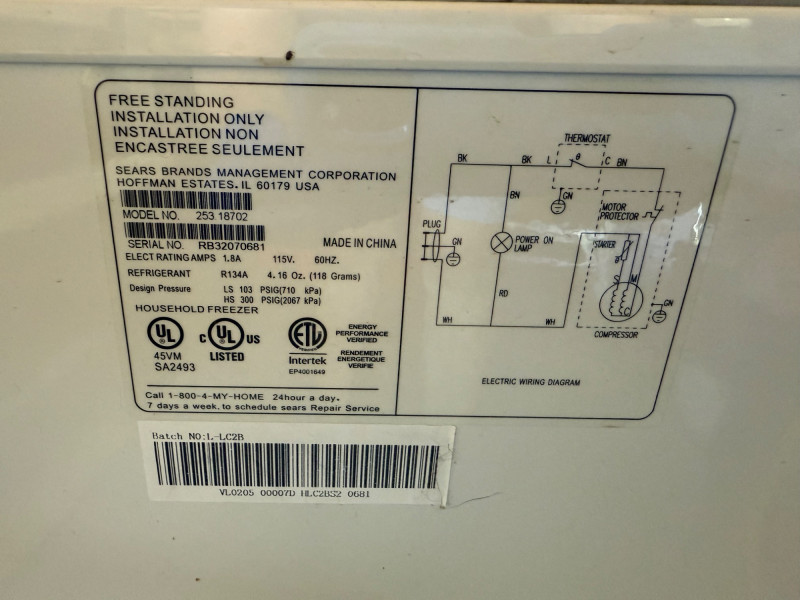 FREE STANDING
INSTALLATION ONLY
INSTALLATION NON
ENCASTREE SEULEMENT
SEARS BRANDS MANAGEMENT CORPORATION
HOFFMAN ESTATES. IL 60179 USA
MODEL NO. 253.18702
SERIAL NO. RB32070681 MADE IN CHINA
ELECT RATING AMPS 1.8A 115V. 60HZ.
REFRIGERANT R134A 4.16 Oz. (118 Grams)
Design Pressure LS 103 PSIG(710 kPa)
HS 300 PSIG(2067 kPa)
HOUSEHOLD FREEZER
UL
45VM
SA2493
C UL US
LISTED
ETL
Intertek
EP4001649
ENERGY
PERFORMANCE
VERIFIED
RENDEMENT
ENERGETIQUE
VERIFIE
Call 1-800-4-MY-HOME 24hour a day.
7 days a week, to schedule sears Repair Service
THERMOSTAT
BK BK L θ C BN
GN
BN
MOTOR
PROTECTOR
PLUG
GN
POWER ON
LAMP
STARTER
θ
RD
S M
C
GN
WH WH
COMPRESSOR
ELECTRIC WIRING DIAGRAM
Batch NO:L-LC2B
VL0205 00007D HLC2BS2 0681